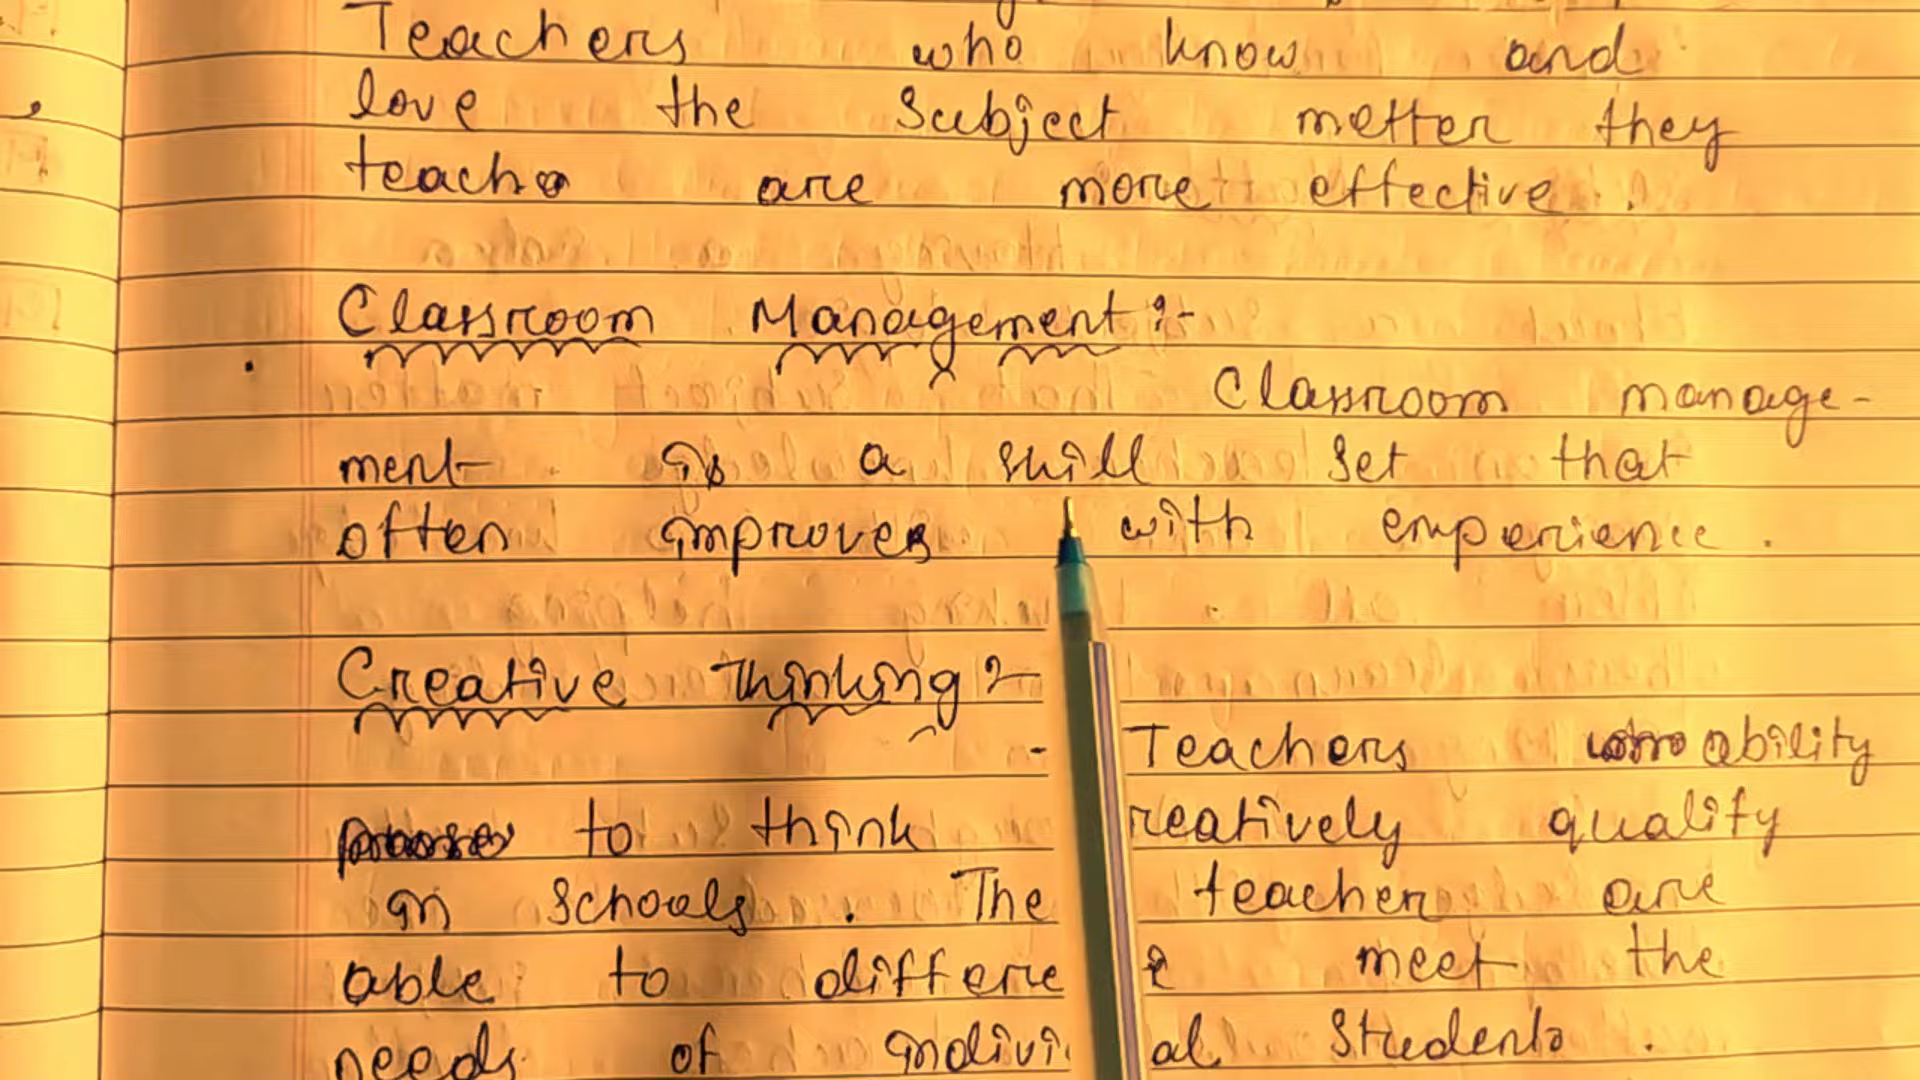 Teachers who know and
love the Subject metter they
teach are more effective.
Classroom Management :-
Classroom manage-
ment is a skill set that
often improves with experience.
Creative Thinking :-
- Teachers ability
to think reatively quality
in schools. The teacher are
able to differe meet the
needs of indivi al Students.